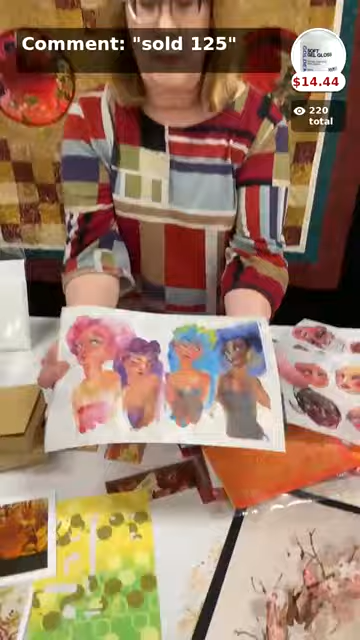 Comment: "sold 125"
SOFT
GEL GLOSS
$14.44
220
total